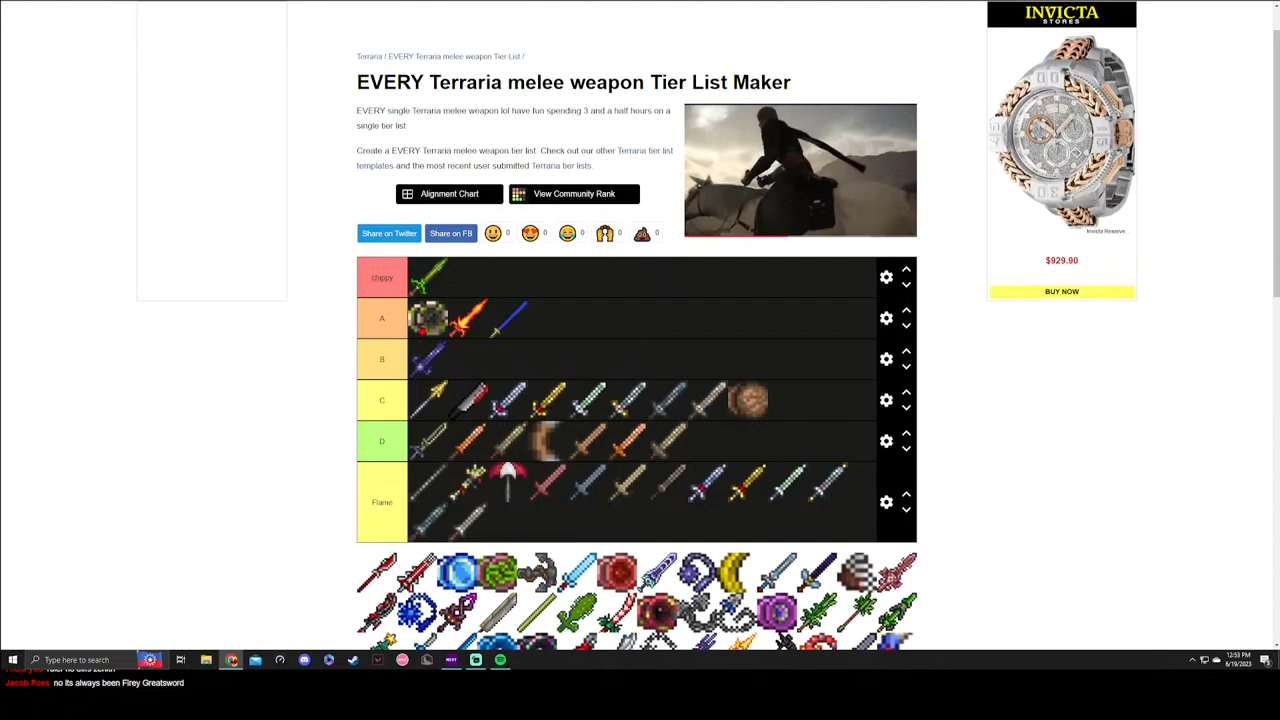 INVICTA
STORES
Terraria / EVERY Terraria melee weapon Tier List /
EVERY Terraria melee weapon Tier List Maker
EVERY single Terraria melee weapon lol have fun spending 3 and a half hours on a
single tier list
Create a EVERY Terraria melee weapon tier list. Check out our other Terraria tier list
templates and the most recent user submitted Terraria tier lists.
Alignment Chart
View Community Rank
Share on Twitter
Share on FB
0
0
0
0
0
Invicta Reserve...
$929.90
BUY NOW
chippy
A
B
C
D
Flame
Type here to search
NEXT
12:53 PM
6/19/2023
Jacob Foss no its always been Firey Greatsword